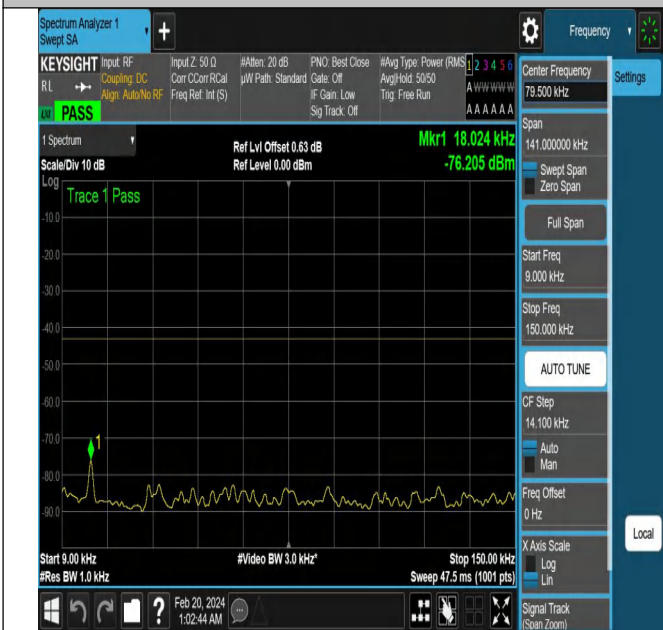 Spectrum Analyzer 1
Swept SA
+
Frequency
KEYSIGHT
RL
LXI
PASS
Input: RF
Coupling: DC
Align: Auto/No RF
Input Z: 50 Ω
Corr CCorr RCal
Freq Ref: Int (S)
#Atten: 20 dB
µW Path: Standard
PNO: Best Close
Gate: Off
IF Gain: Low
Sig Track: Off
#Avg Type: Power (RMS
Avg|Hold: 50/50
Trig: Free Run
1 2 3 4 5 6
A W W W W W
A A A A A A
1 Spectrum
Scale/Div 10 dB
Ref Lvl Offset 0.63 dB
Ref Level 0.00 dBm
Mkr1 18.024 kHz
-76.205 dBm
Log
Trace 1 Pass
-10.0
-20.0
-30.0
-40.0
-50.0
-60.0
-70.0
-80.0
-90.0
1
Start 9.00 kHz
#Res BW 1.0 kHz
#Video BW 3.0 kHz*
Stop 150.00 kHz
Sweep 47.5 ms (1001 pts)
?
Feb 20, 2024
1:02:44 AM
Center Frequency
79.500 kHz
Settings
Span
141.000000 kHz
Swept Span
Zero Span
Full Span
Start Freq
9.000 kHz
Stop Freq
150.000 kHz
AUTO TUNE
CF Step
14.100 kHz
Auto
Man
Freq Offset
0 Hz
Local
X Axis Scale
Log
Lin
Signal Track
(Span Zoom)